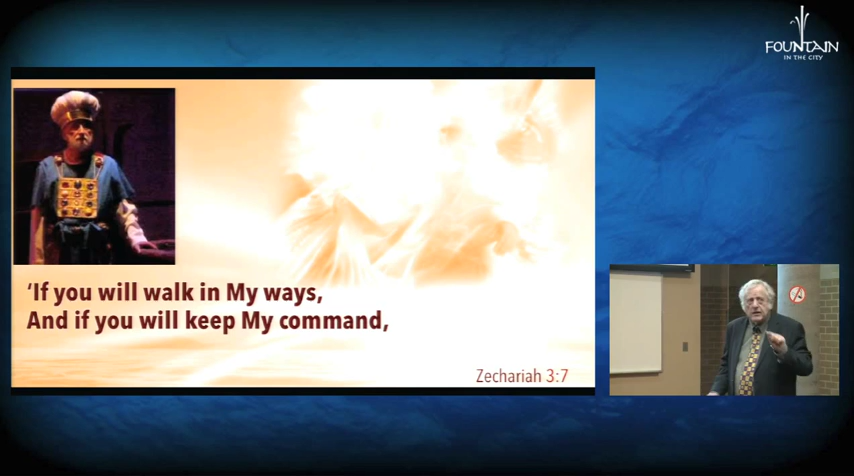 FOUNTAIN
IN THE CITY
‘If you will walk in My ways,
And if you will keep My command,
Zechariah 3:7